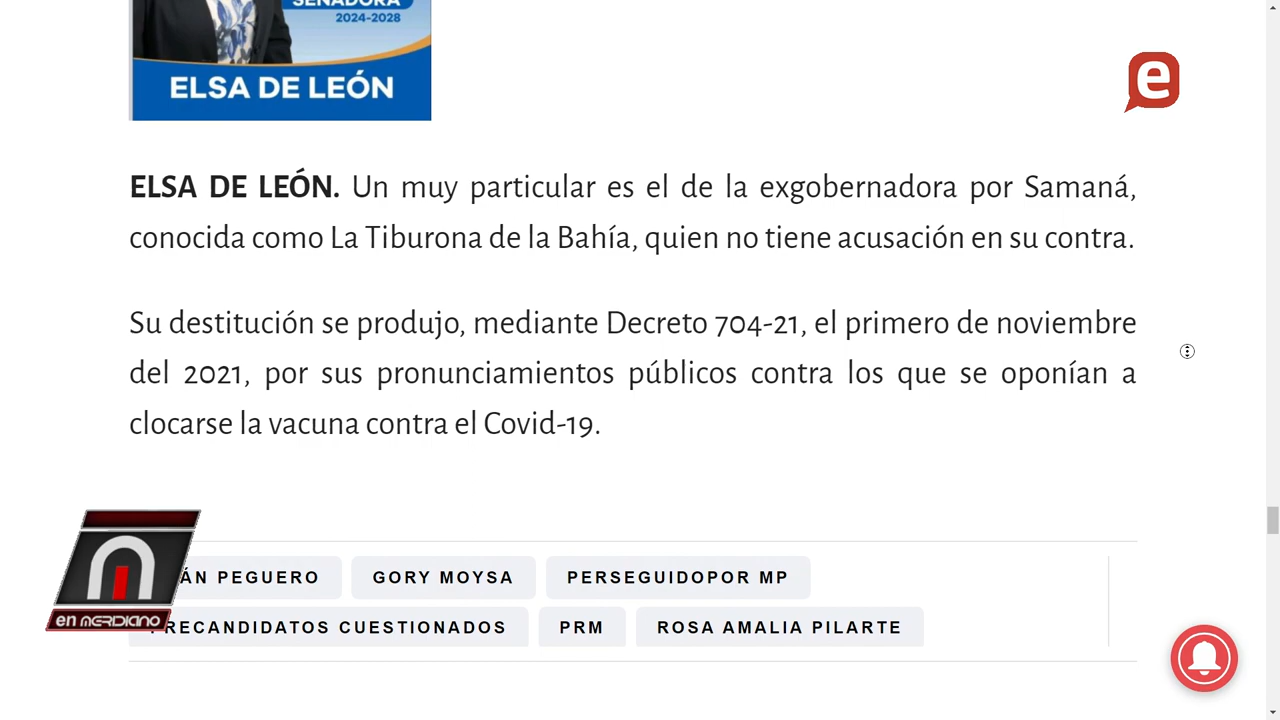 SENADORA
2024-2028
ELSA DE LEÓN
e
ELSA DE LEÓN. Un muy particular es el de la exgobernadora por Samaná,
conocida como La Tiburona de la Bahía, quien no tiene acusación en su contra.
Su destitución se produjo, mediante Decreto 704-21, el primero de noviembre
del 2021, por sus pronunciamientos públicos contra los que se oponían a
clocarse la vacuna contra el Covid-19.
PEGUERO GORY MOYSA PERSEGUIDOPOR MP
en MERIDIANO
CUESTIONADOS PRM ROSA AMALIA PILARTE